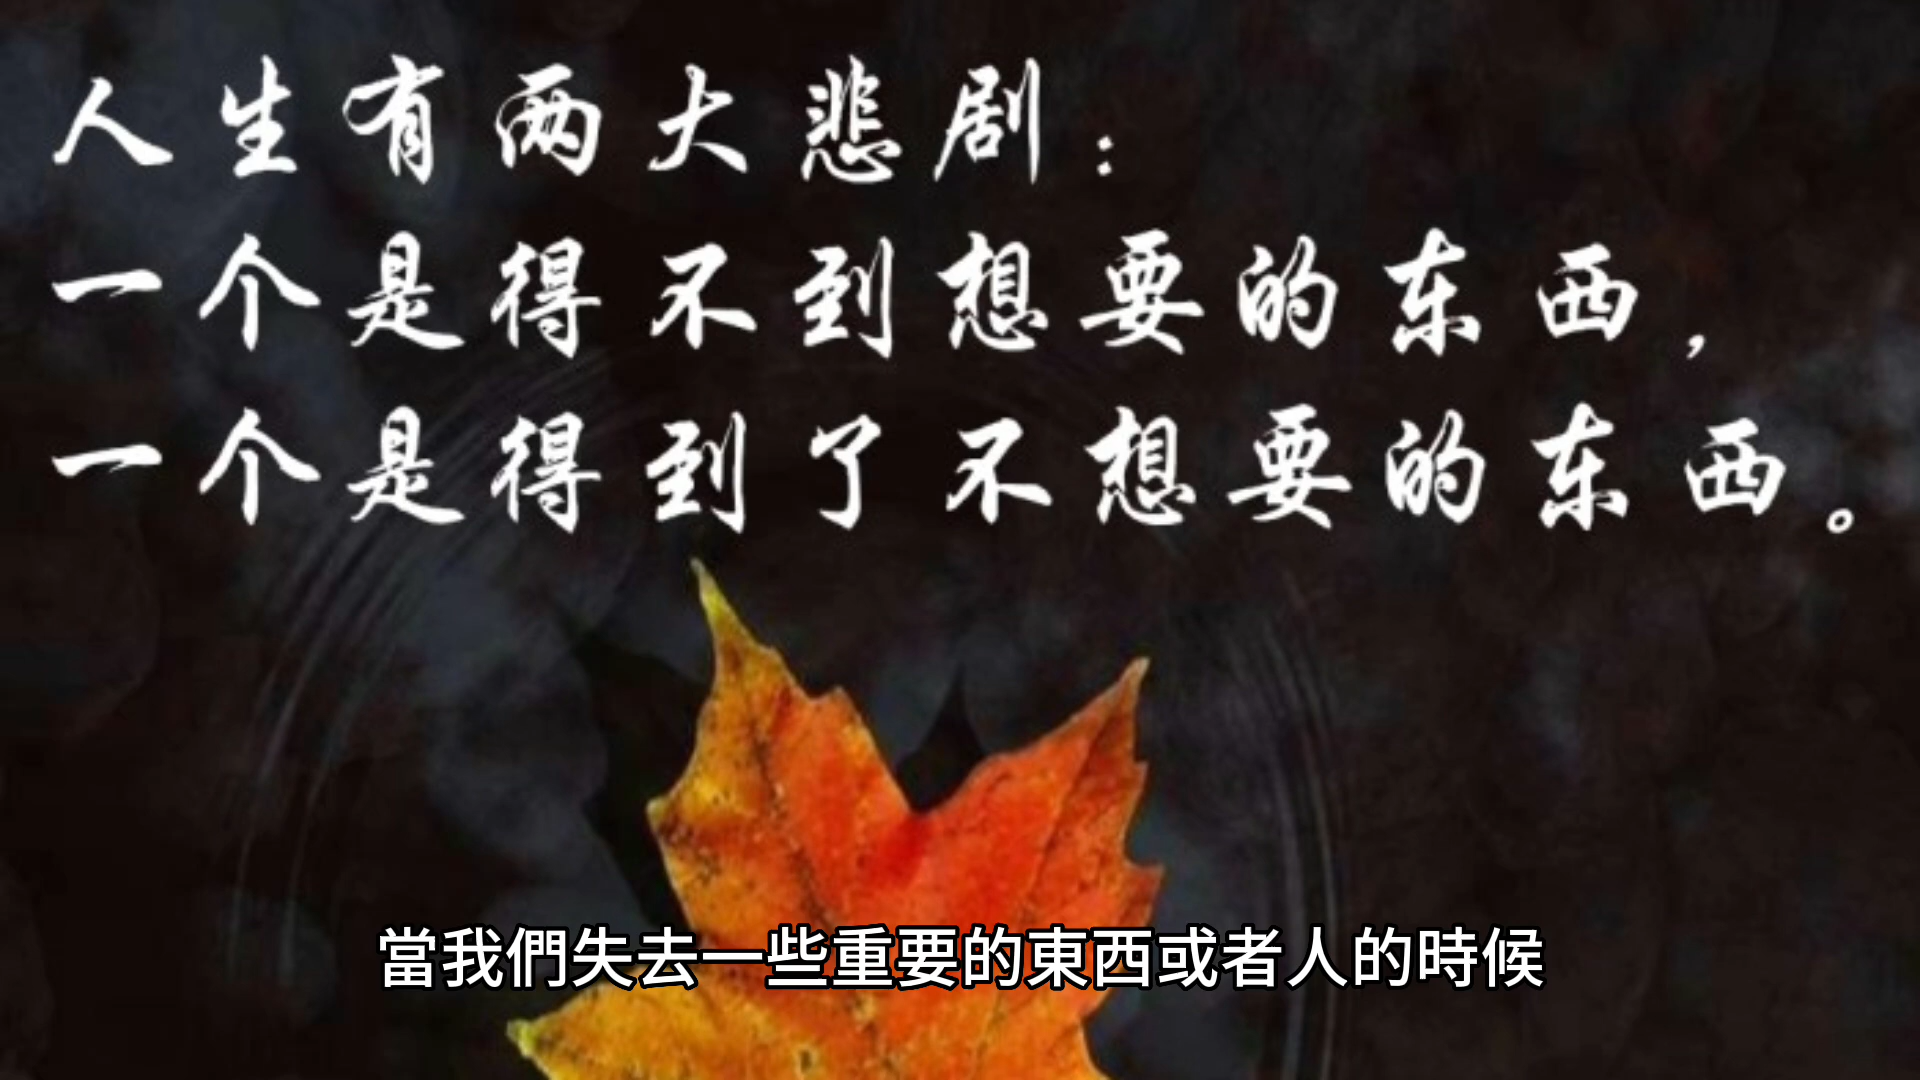 人生有两大悲剧：
一个是得不到想要的东西，
一个是得到了不想要的东西。
當我們失去一些重要的東西或者人的時候